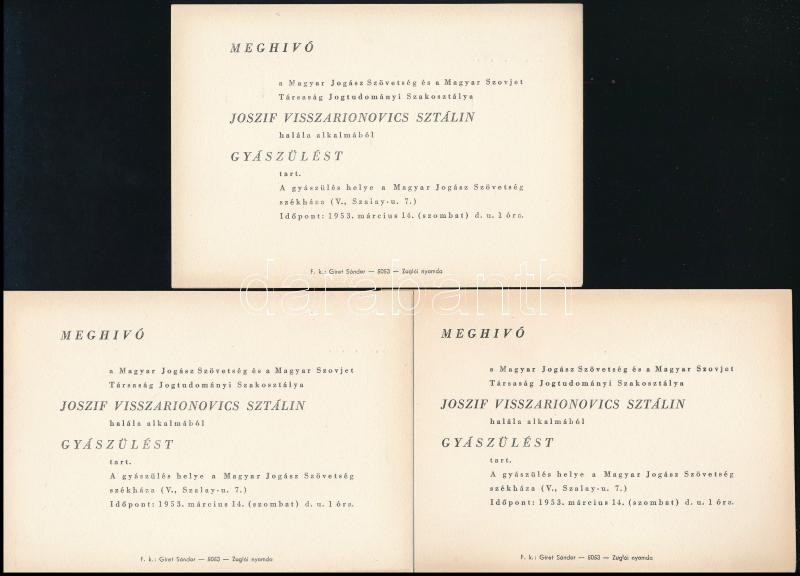 MEGHIVÓ
a Magyar Jogász Szövetség és a Magyar Szovjet
Társaság Jogtudományi Szakosztálya
JOSZIF VISSZARIONOVICS SZTÁLIN
halála alkalmából
GYÁSZÜLÉST
tart.
A gyászülés helye a Magyar Jogász Szövetség
székháza (V., Szalay-u. 7.)
Időpont: 1953. március 14. (szombat) d. u. 1 óra.
F. k.: Giret Sándor — 5053 — Zuglói nyomda
darabanth
MEGHIVÓ
a Magyar Jogász Szövetség és a Magyar Szovjet
Társaság Jogtudományi Szakosztálya
JOSZIF VISSZARIONOVICS SZTÁLIN
halála alkalmából
GYÁSZÜLÉST
tart.
A gyászülés helye a Magyar Jogász Szövetség
székháza (V., Szalay-u. 7.)
Időpont: 1953. március 14. (szombat) d. u. 1 óra.
F. k.: Giret Sándor — 5053 — Zuglói nyomda
MEGHIVÓ
a Magyar Jogász Szövetség és a Magyar Szovjet
Társaság Jogtudományi Szakosztálya
JOSZIF VISSZARIONOVICS SZTÁLIN
halála alkalmából
GYÁSZÜLÉST
tart.
A gyászülés helye a Magyar Jogász Szövetség
székháza (V., Szalay-u. 7.)
Időpont: 1953. március 14. (szombat) d. u. 1 óra.
F. k.: Giret Sándor — 5053 — Zuglói nyomda